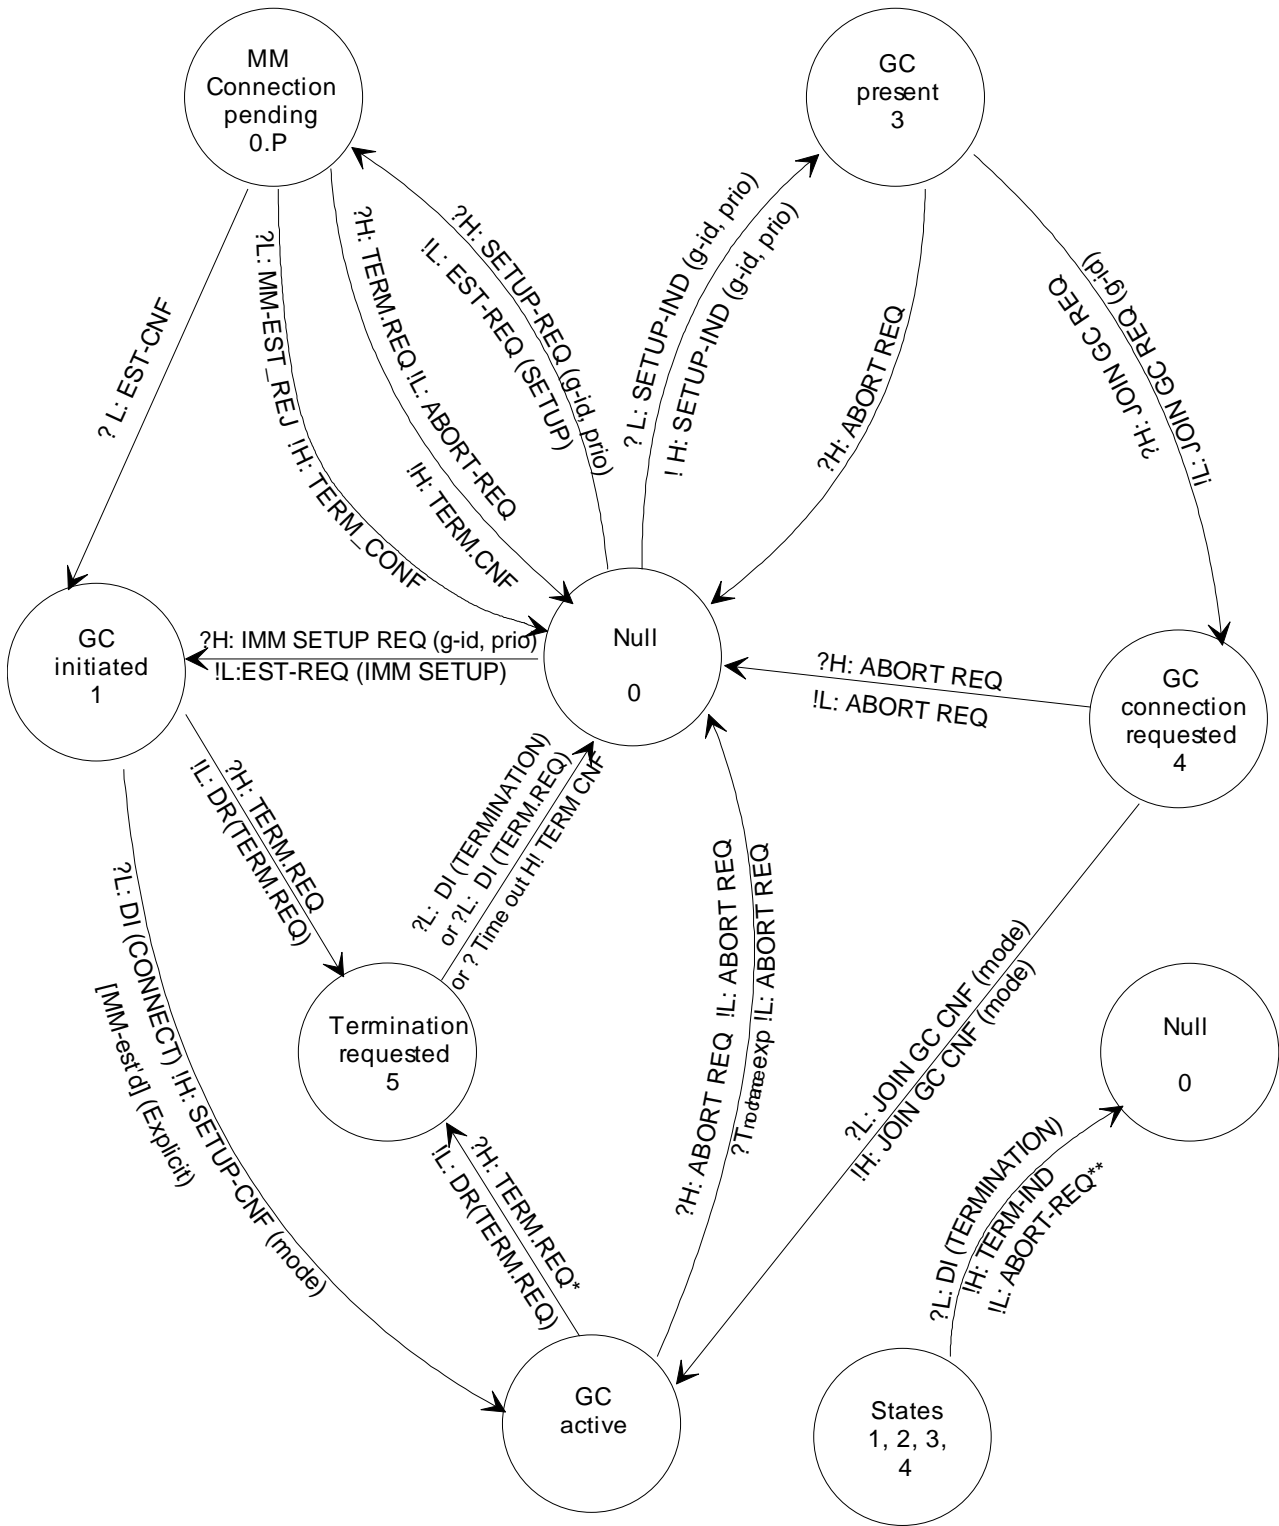 MM
Connection
pending
0.P
GC
present
3
?H: SETUP-REQ (g-id, prio)
!L: EST-REQ (SETUP)
?H: TERM.REQ !L: ABORT-REQ
!H: TERM.CNF
?L: MM-EST_REJ !H: TERM_CONF
? L: EST-CNF
? L: SETUP-IND (g-id, prio)
! H: SETUP-IND (g-id, prio)
?H: ABORT REQ
?H: JOIN GC REQ
!L: JOIN GC REQ (g-id)
GC
initiated
1
?H: IMM SETUP REQ (g-id, prio)
!L:EST-REQ (IMM SETUP)
Null
0
?H: ABORT REQ
!L: ABORT REQ
GC
connection
requested
4
?H: TERM.REQ
!L: DR(TERM.REQ)
?L: DI (TERMINATION)
or ?L: DI (TERM.REQ)
or ? Time out H! TERM CNF
?L: DI (CONNECT) !H: SETUP-CNF (mode)
[MM-est'd] (Explicit)
?H: ABORT REQ !L: ABORT REQ
exp !L: ABORT REQ
?L: JOIN GC CNF (mode)
!H: JOIN GC CNF (mode)
Termination
requested
5
Null
0
?H: TERM.REQ*
!L: DR(TERM.REQ)
?L: DI (TERMINATION)
!H: TERM-IND
!L: ABORT-REQ**
GC
active
States
1, 2, 3,
4